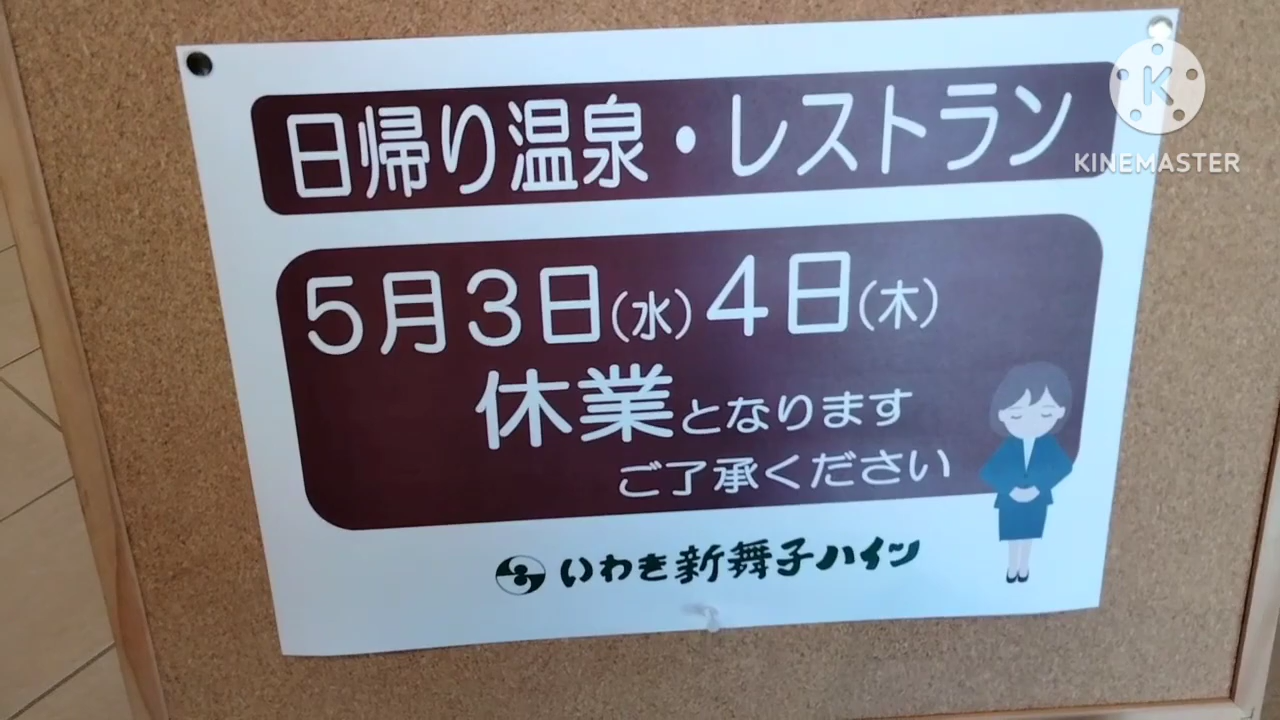 日帰り温泉・レストラン
5月3日(水)4日(木)
休業となります
ご了承ください
いわき新舞子ハイツ
K
KINEMASTER